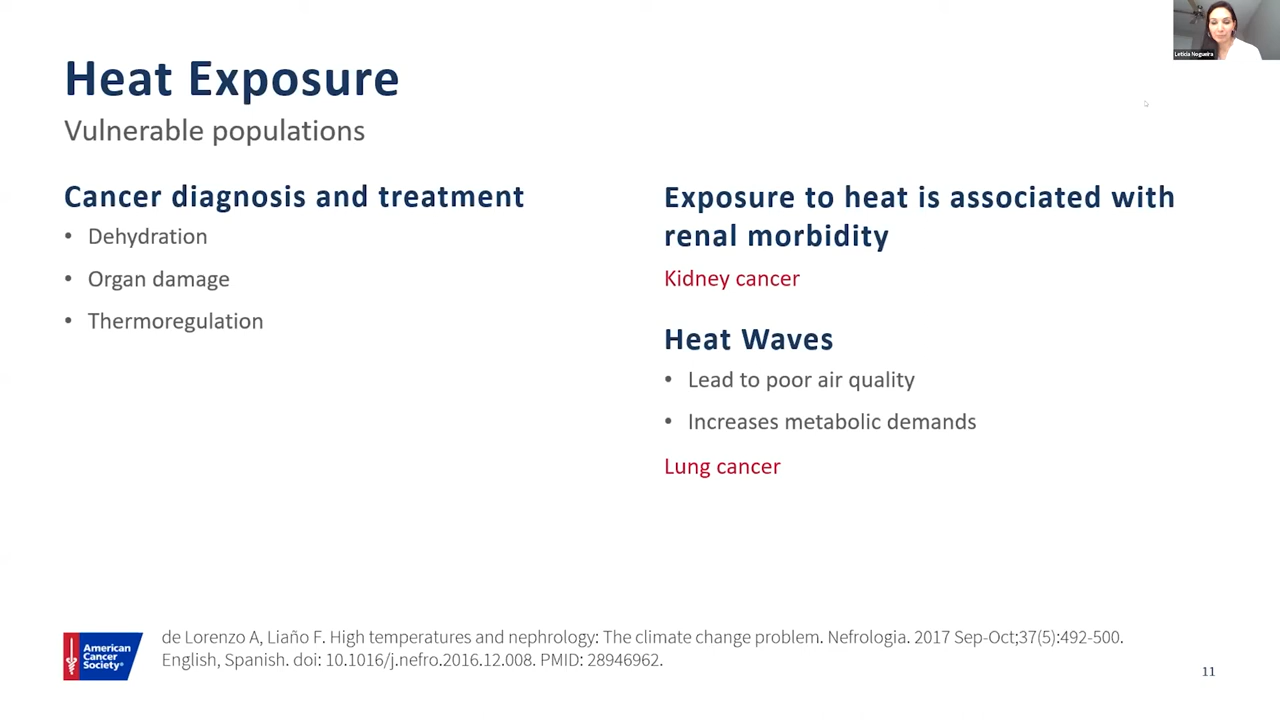 Heat Exposure
Vulnerable populations
Cancer diagnosis and treatment
• Dehydration
• Organ damage
• Thermoregulation
Exposure to heat is associated with
renal morbidity
Kidney cancer
Heat Waves
• Lead to poor air quality
• Increases metabolic demands
Lung cancer
de Lorenzo A, Liaño F. High temperatures and nephrology: The climate change problem. Nefrologia. 2017 Sep-Oct;37(5):492-500.
English, Spanish. doi: 10.1016/j.nefro.2016.12.008. PMID: 28946962.
American
Cancer
Society®
11
Leticia Nogueira